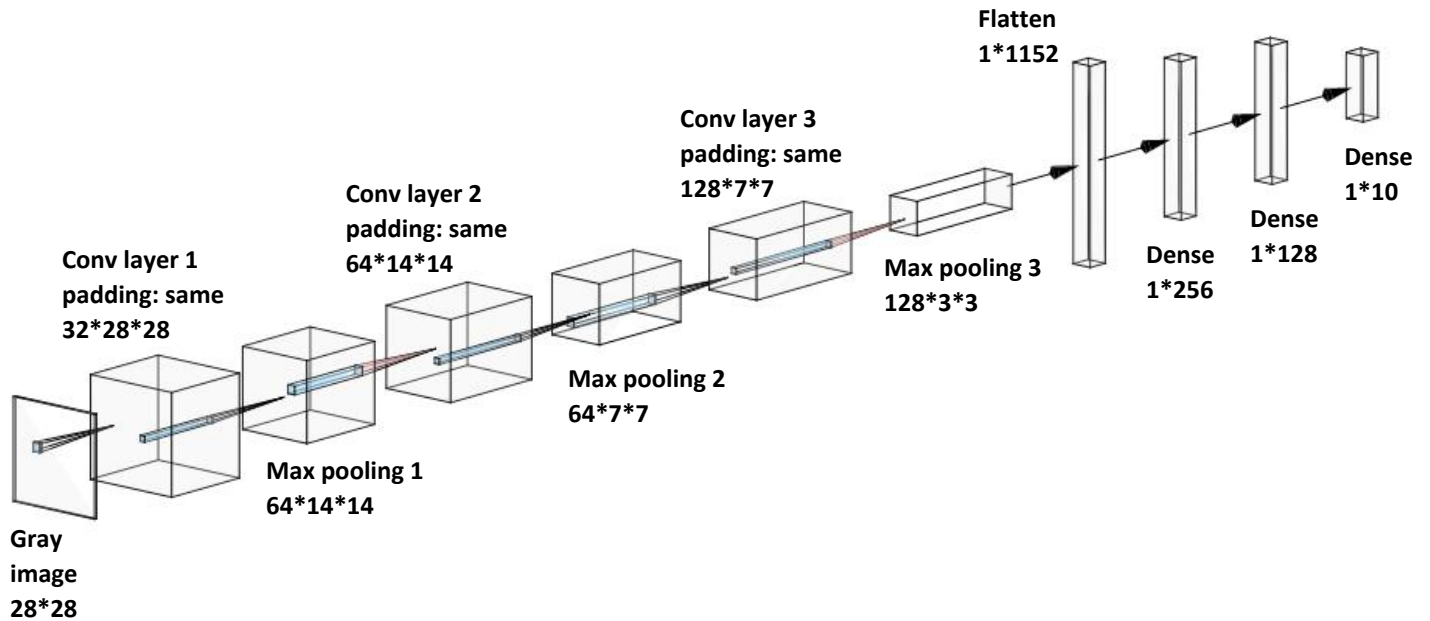 Gray
image
28*28
Conv layer 1
padding: same
32*28*28
Max pooling 1
64*14*14
Conv layer 2
padding: same
64*14*14
Max pooling 2
64*7*7
Conv layer 3
padding: same
128*7*7
Max pooling 3
128*3*3
Flatten
1*1152
Dense
1*256
Dense
1*128
Dense
1*10